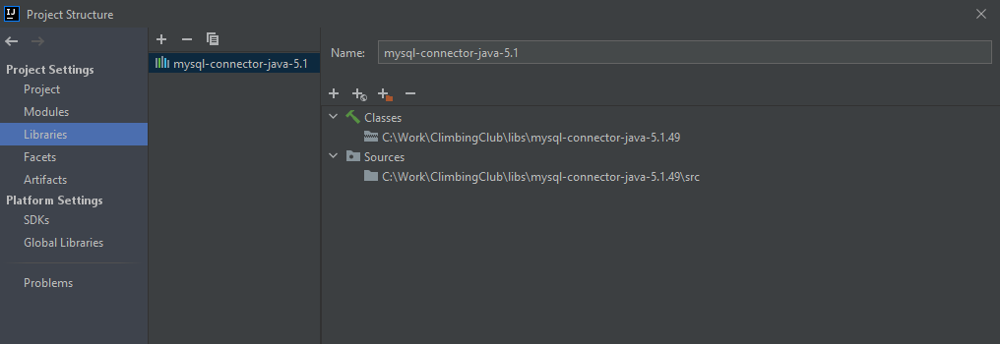 Project Structure
Project Settings
Project
Modules
Libraries
Facets
Artifacts
Platform Settings
SDKs
Global Libraries
Problems
mysql-connector-java-5.1
Name: mysql-connector-java-5.1
Classes
C:\Work\ClimbingClub\libs\mysql-connector-java-5.1.49
Sources
C:\Work\ClimbingClub\libs\mysql-connector-java-5.1.49\src